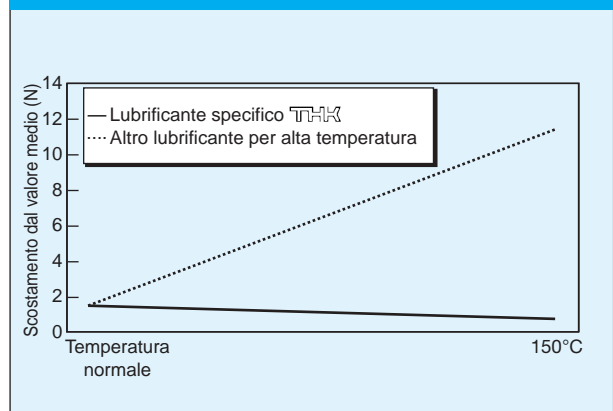 Scostamento dal valore medio (N)
14
12
10
8
6
4
2
0
Lubrificante specifico THK
Altro lubrificante per alta temperatura
Temperatura
normale
150°C